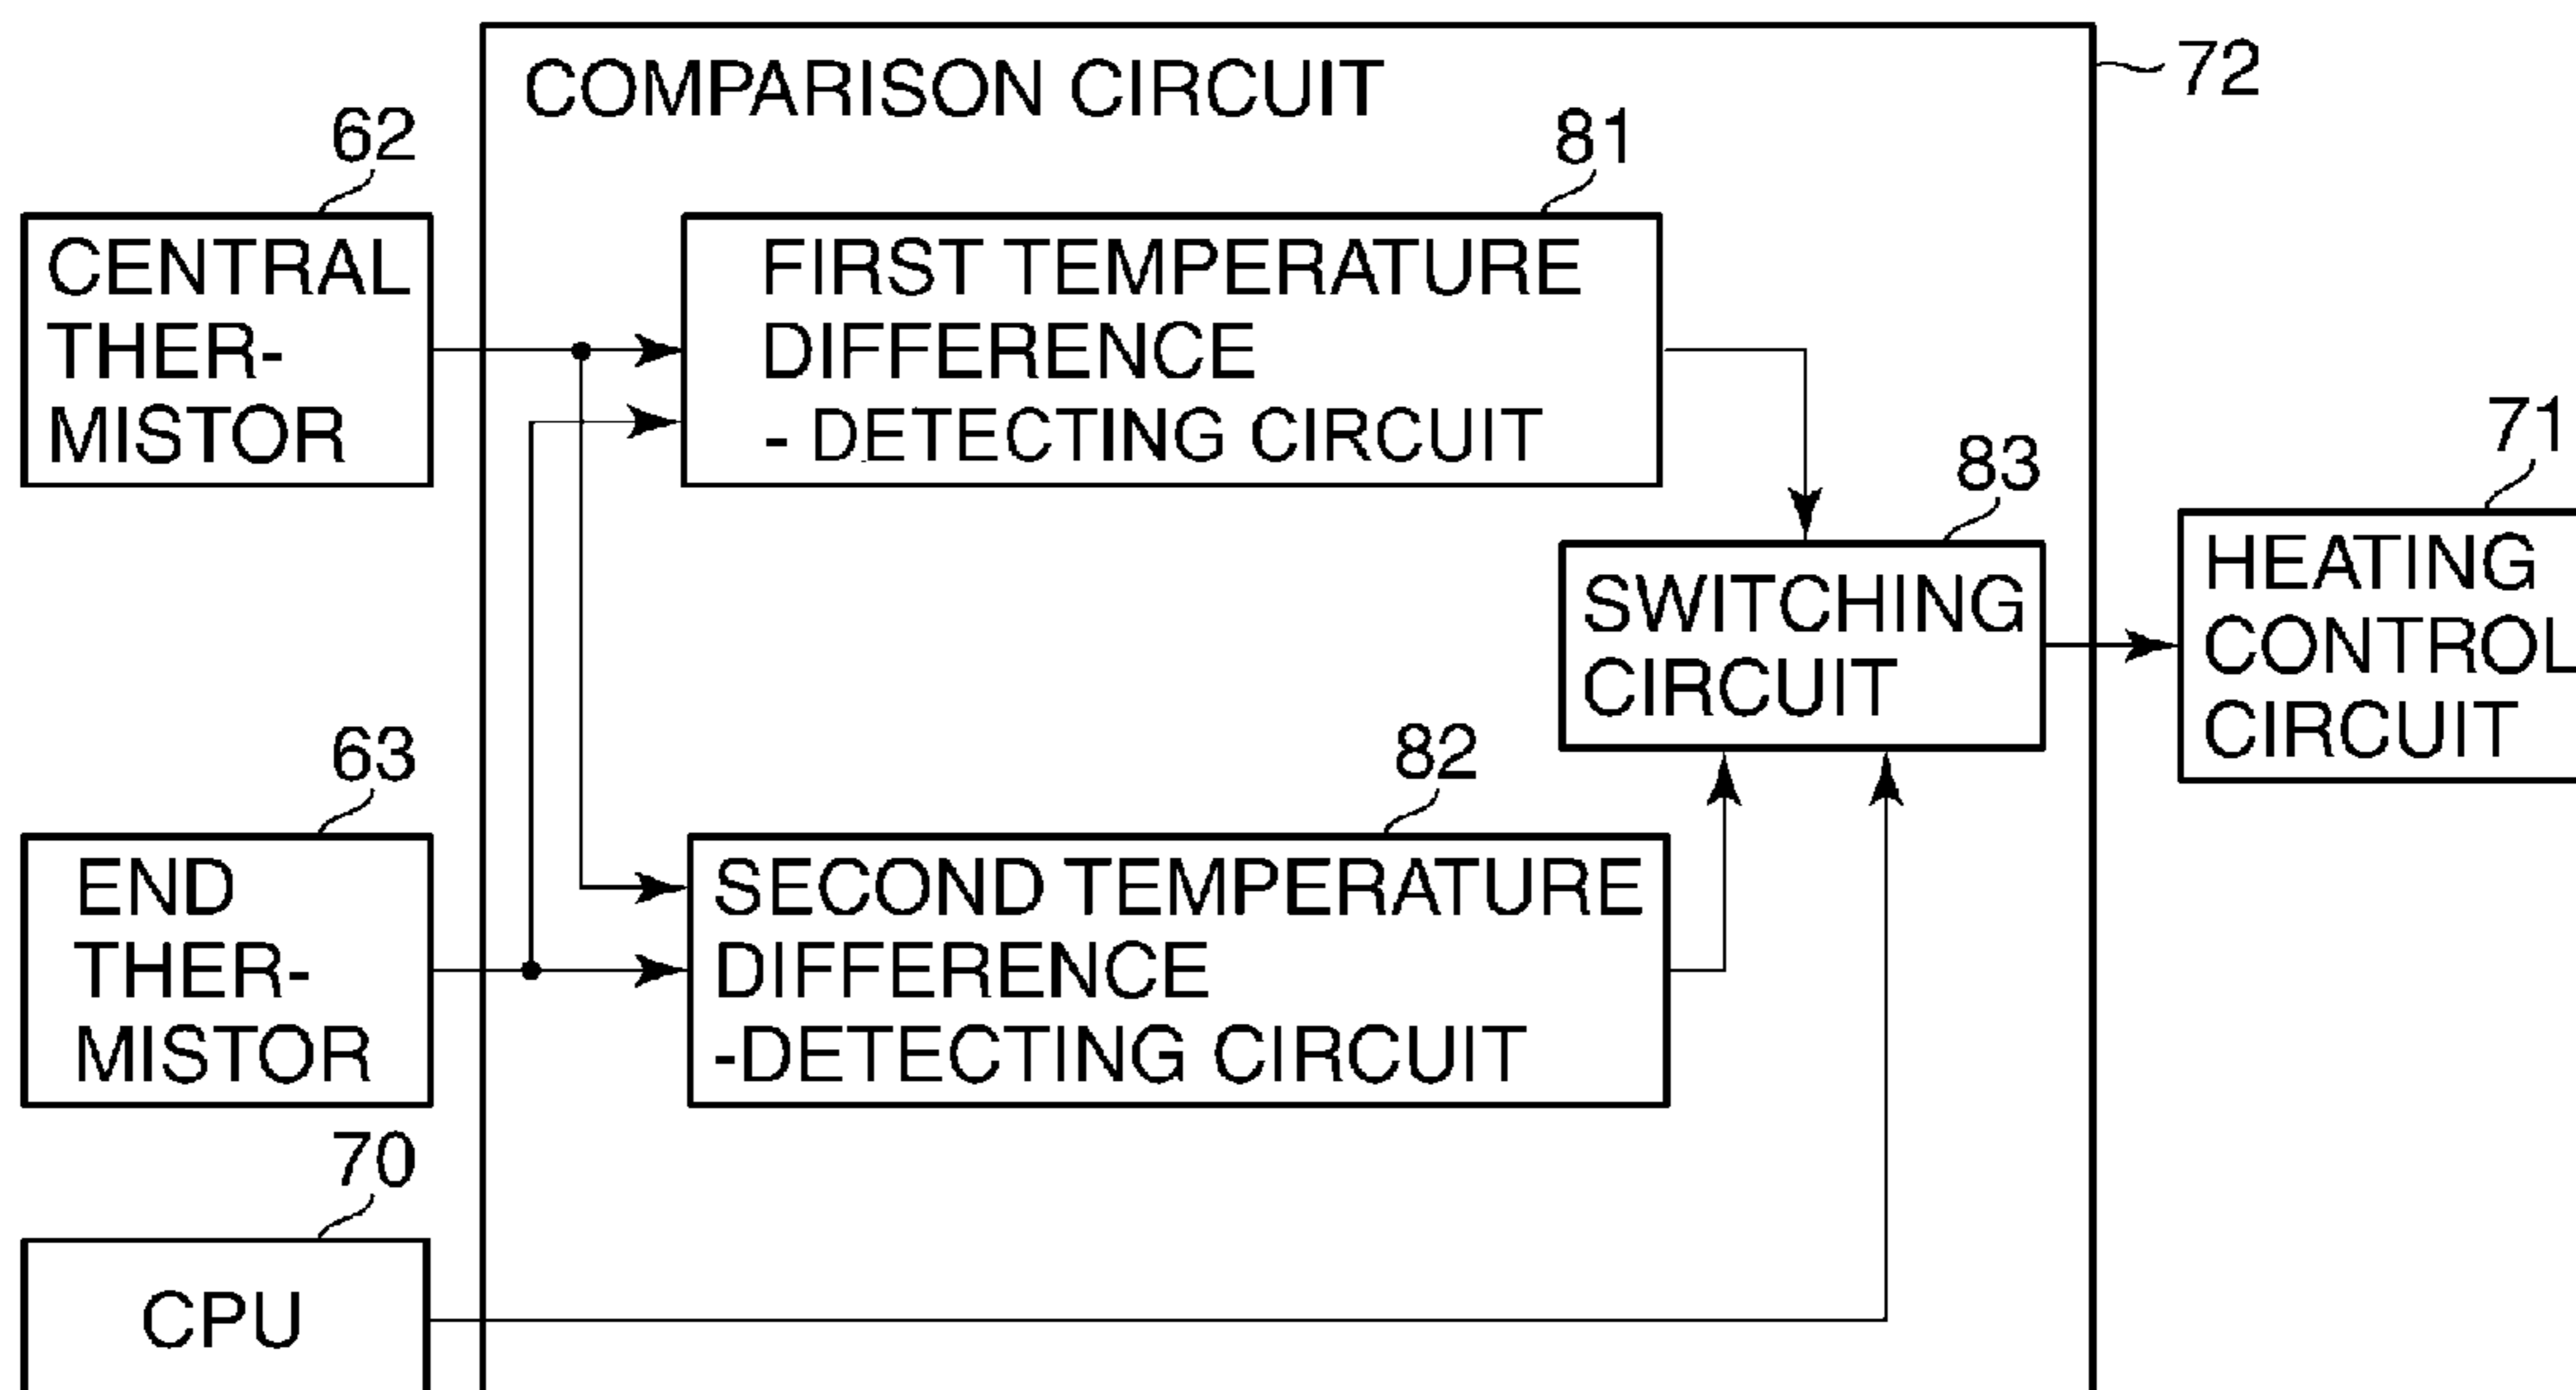 COMPARISON CIRCUIT
72
62
CENTRAL
THER-
MISTOR
81
FIRST TEMPERATURE
DIFFERENCE
- DETECTING CIRCUIT
83
SWITCHING
CIRCUIT
71
HEATING
CONTROL
CIRCUIT
63
END
THER-
MISTOR
82
SECOND TEMPERATURE
DIFFERENCE
-DETECTING CIRCUIT
70
CPU